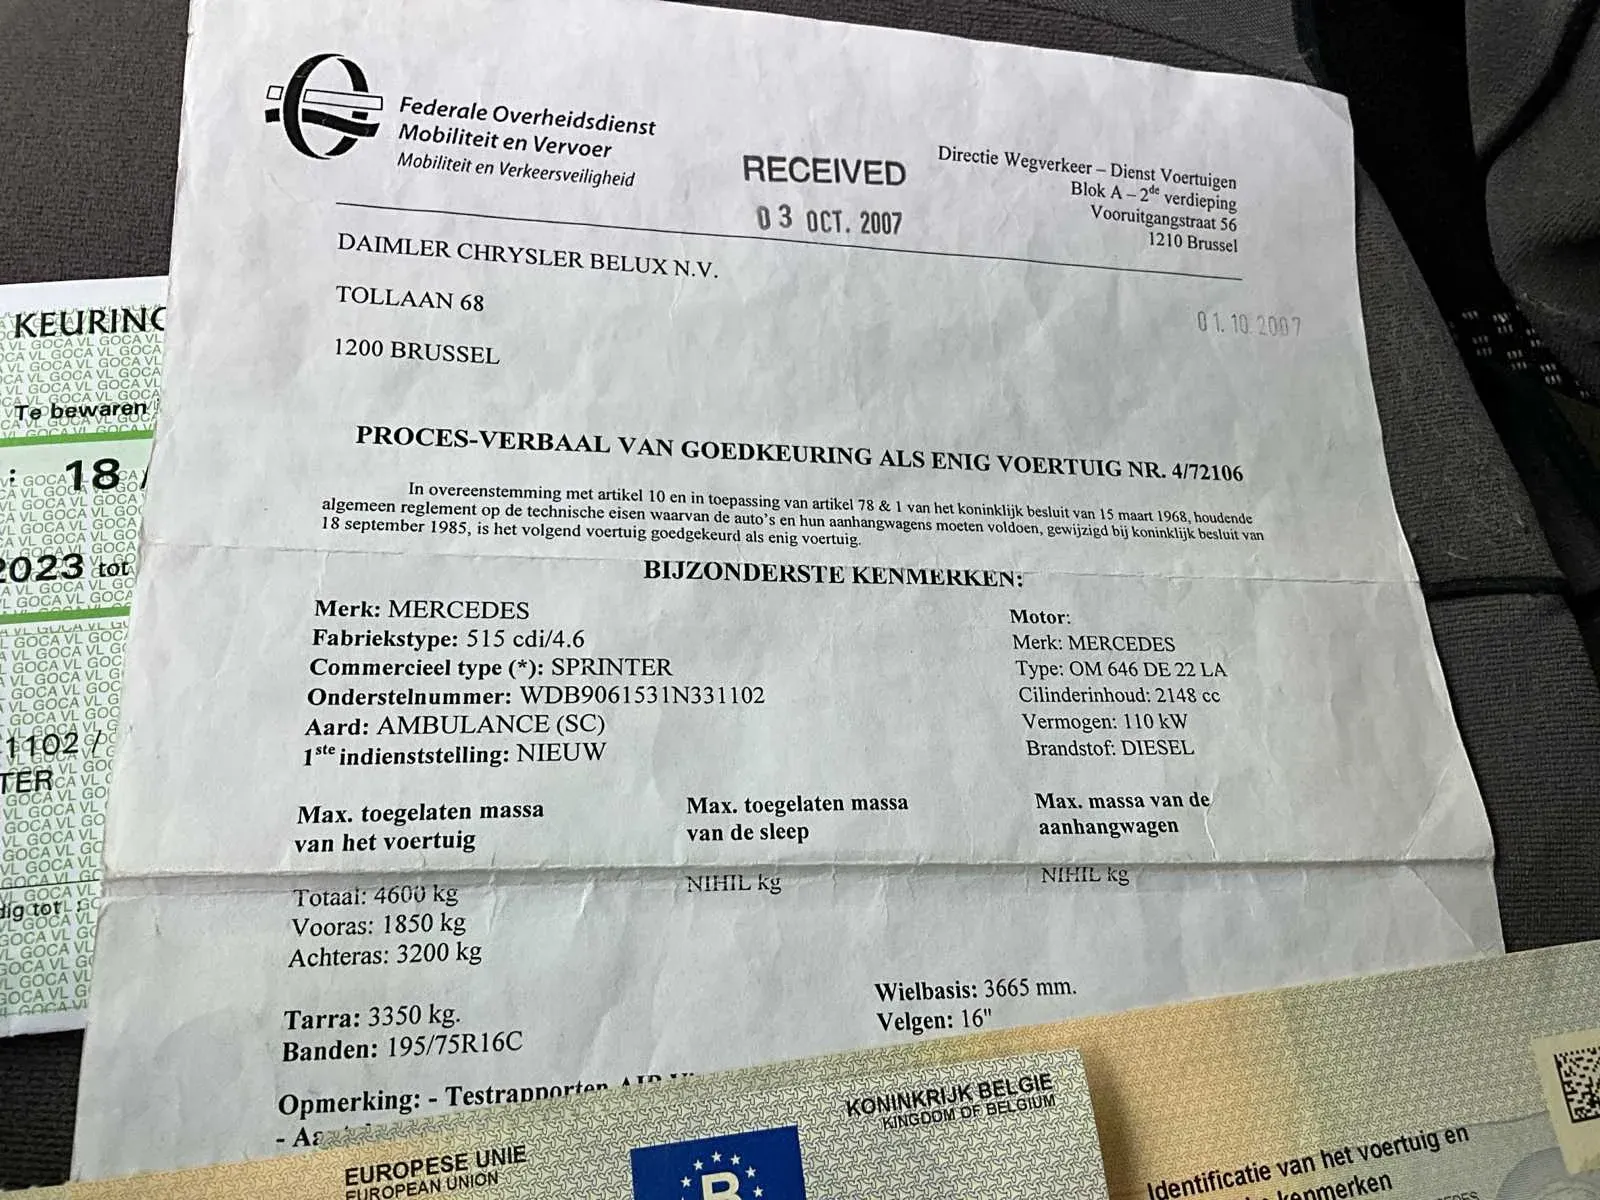 Federale Overheidsdienst
Mobiliteit en Vervoer
Mobiliteit en Verkeersveiligheid
RECEIVED
03 OCT. 2007
Directie Wegverkeer – Dienst Voertuigen
Blok A – 2de verdieping
Vooruitgangstraat 56
1210 Brussel
DAIMLER CHRYSLER BELUX N.V.
TOLLAAN 68
1200 BRUSSEL
01.10.2007
PROCES-VERBAAL VAN GOEDKEURING ALS ENIG VOERTUIG NR. 4/72106
In overeenstemming met artikel 10 en in toepassing van artikel 78 & 1 van het koninklijk besluit van 15 maart 1968, houdende
algemeen reglement op de technische eisen waarvan de auto's en hun aanhangwagens moeten voldoen, gewijzigd bij koninklijk besluit van
18 september 1985, is het volgend voertuig goedgekeurd als enig voertuig.
BIJZONDERSTE KENMERKEN:
Merk: MERCEDES
Fabriekstype: 515 cdi/4.6
Commercieel type (*): SPRINTER
Onderstelnummer: WDB9061531N331102
Aard: AMBULANCE (SC)
1ste indienststelling: NIEUW
Motor:
Merk: MERCEDES
Type: OM 646 DE 22 LA
Cilinderinhoud: 2148 cc
Vermogen: 110 kW
Brandstof: DIESEL
Max. toegelaten massa
van het voertuig
Max. toegelaten massa
van de sleep
Max. massa van de
aanhangwagen
Totaal: 4600 kg
Vooras: 1850 kg
Achteras: 3200 kg
NIHIL kg
NIHIL kg
Tarra: 3350 kg.
Banden: 195/75R16C
Wielbasis: 3665 mm.
Velgen: 16"
Opmerking: - Testrapporten
KEURING
Te bewaren
: 18 /
2023 tot
1102 /
TER
dig tot :
EUROPESE UNIE
EUROPEAN UNION
B
KONINKRIJK BELGIE
KINGDOM OF BELGIUM
Identificatie van het voertuig en
kenmerken